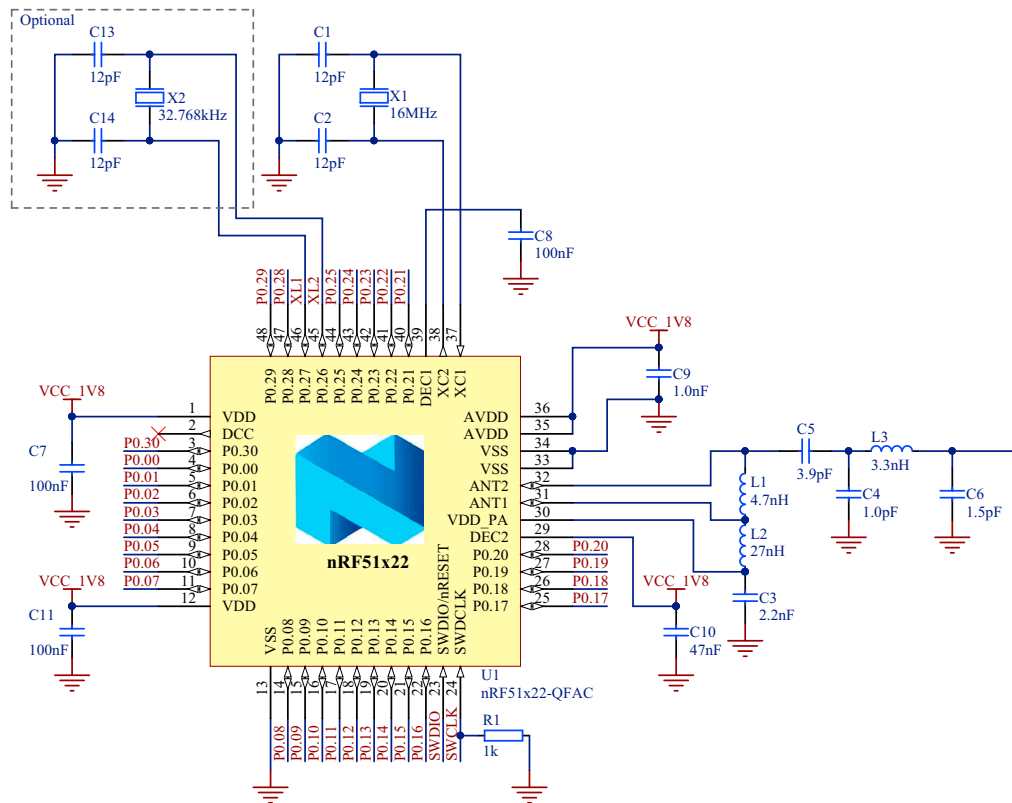 Optional
C13
12pF
X2
32.768kHz
C14
12pF
C1
12pF
X1
16MHz
C2
12pF
C8
100nF
P0.29
P0.28
XL1
XL2
P0.25
P0.24
P0.23
P0.22
P0.21
48
47
46
45
44
43
42
41
40
39
38
37
P0.29
P0.28
P0.27
P0.26
P0.25
P0.24
P0.23
P0.22
P0.21
DEC1
XC2
XC1
VCC_1V8
C7
100nF
VCC_1V8
C11
100nF
1 VDD
2 DCC
P0.30 3 P0.30
P0.00 4 P0.00
P0.01 5 P0.01
P0.02 6 P0.02
P0.03 7 P0.03
P0.04 8 P0.04
P0.05 9 P0.05
P0.06 10 P0.06
P0.07 11 P0.07
12 VDD
nRF51x22
AVDD 36
AVDD 35
VSS 34
VSS 33
ANT2 32
ANT1 31
VDD_PA 30
DEC2 29
P0.20 28 P0.20
P0.19 27 P0.19
P0.18 26 P0.18
P0.17 25 P0.17
VCC_1V8
C9
1.0nF
C5
3.9pF
L3
3.3nH
L1
4.7nH
L2
27nH
C4
1.0pF
C6
1.5pF
C3
2.2nF
VCC_1V8
C10
47nF
VSS
P0.08
P0.09
P0.10
P0.11
P0.12
P0.13
P0.14
P0.15
P0.16
SWDIO/nRESET
SWDCLK
13
14
15
16
17
18
19
20
21
22
23
24
P0.08
P0.09
P0.10
P0.11
P0.12
P0.13
P0.14
P0.15
P0.16
SWDIO
SWCLK
U1
nRF51x22-QFAC
R1
1k